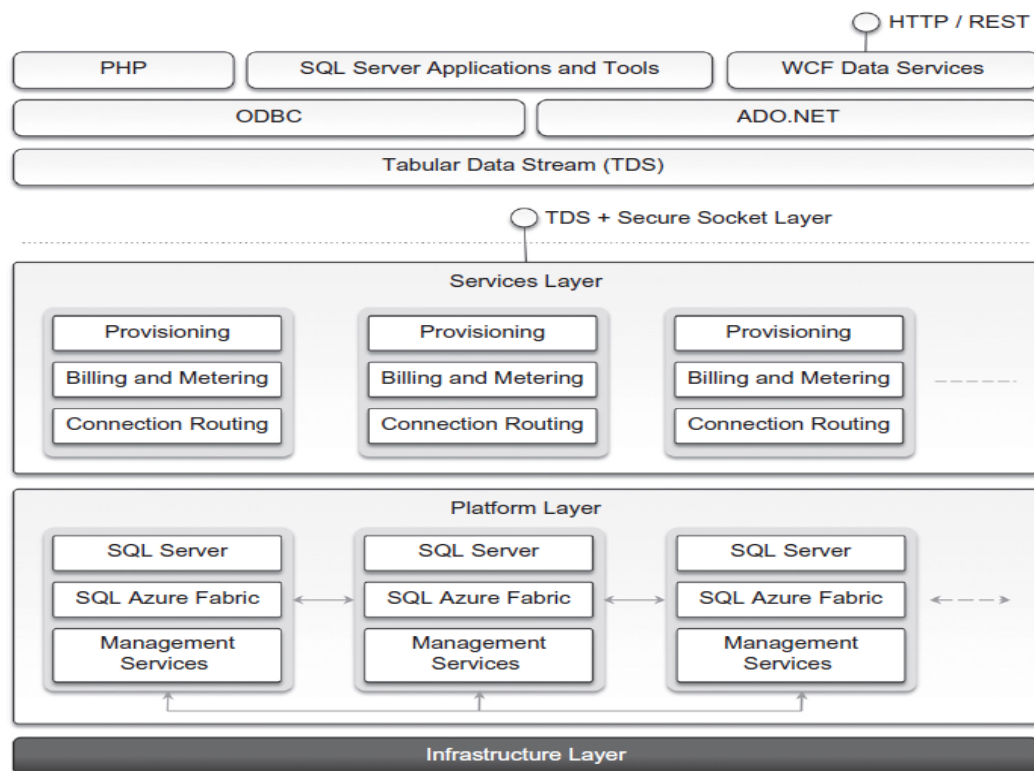 HTTP / REST
PHP
SQL Server Applications and Tools
WCF Data Services
ODBC
ADO.NET
Tabular Data Stream (TDS)
TDS + Secure Socket Layer
Services Layer
Provisioning
Billing and Metering
Connection Routing
Provisioning
Billing and Metering
Connection Routing
Provisioning
Billing and Metering
Connection Routing
Platform Layer
SQL Server
SQL Azure Fabric
Management
Services
SQL Server
SQL Azure Fabric
Management
Services
SQL Server
SQL Azure Fabric
Management
Services
Infrastructure Layer